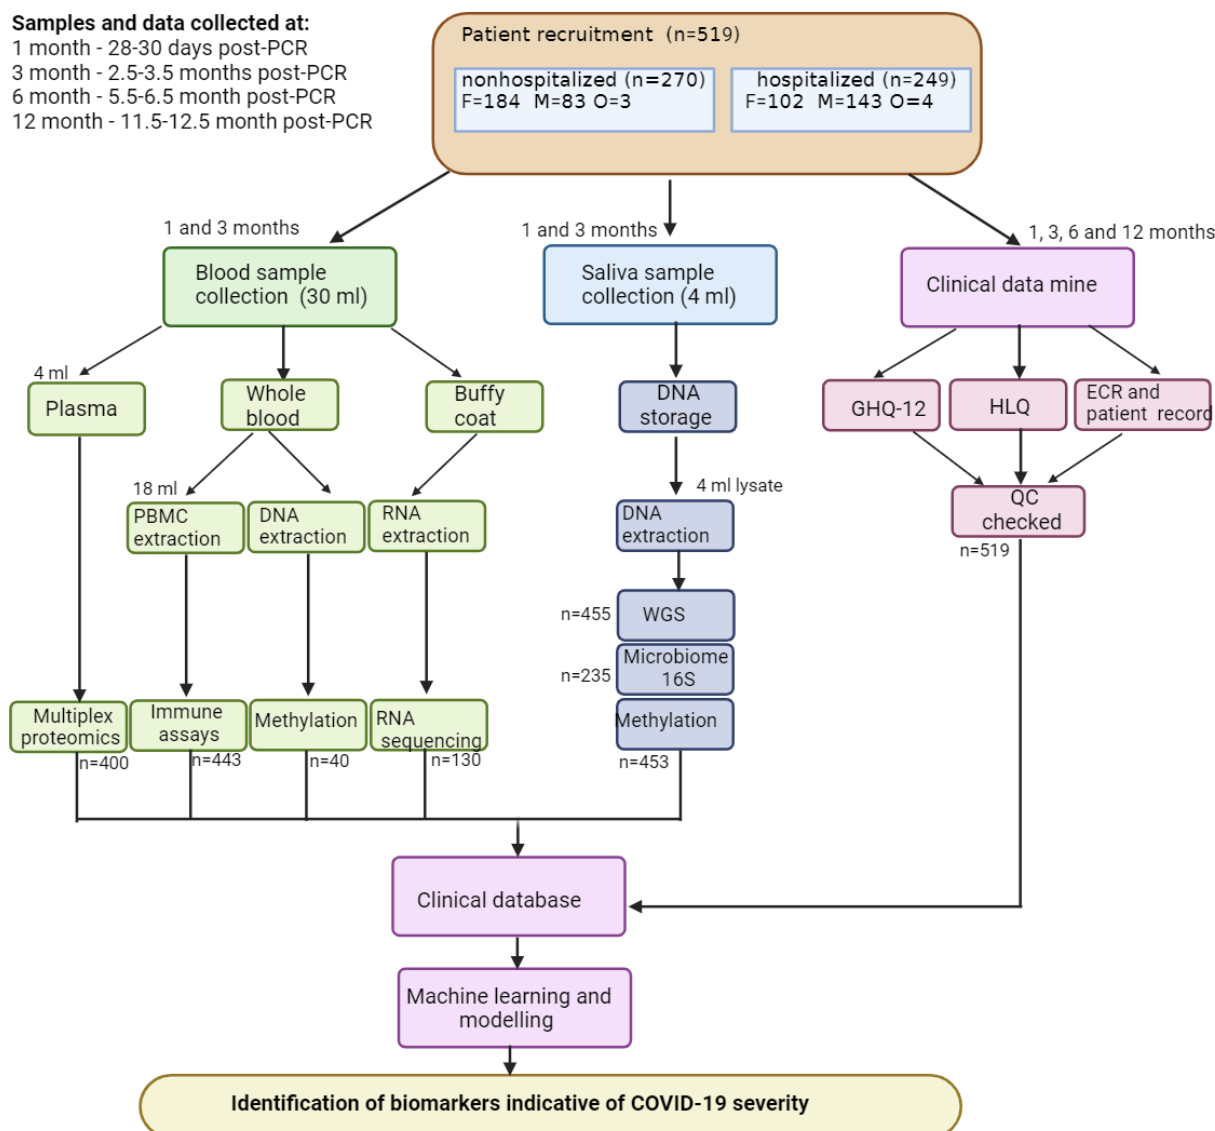 Samples and data collected at:
1 month - 28-30 days post-PCR
3 month - 2.5-3.5 months post-PCR
6 month - 5.5-6.5 month post-PCR
12 month - 11.5-12.5 month post-PCR
Patient recruitment (n=519)
nonhospitalized (n=270)
F=184 M=83 O=3
hospitalized (n=249)
F=102 M=143 O=4
1 and 3 months
Blood sample
collection (30 ml)
1 and 3 months
Saliva sample
collection (4 ml)
1, 3, 6 and 12 months
Clinical data mine
4 ml
Plasma
Whole
blood
Buffy
coat
DNA
storage
GHQ-12
HLQ
ECR and
patient record
18 ml
PBMC
extraction
DNA
extraction
RNA
extraction
4 ml lysate
DNA
extraction
QC
checked
n=519
n=455
WGS
n=235
Microbiome
16S
Multiplex
proteomics
n=400
Immune
assays
n=443
Methylation
n=40
RNA
sequencing
n=130
Methylation
n=453
Clinical database
Machine learning and
modelling
Identification of biomarkers indicative of COVID-19 severity